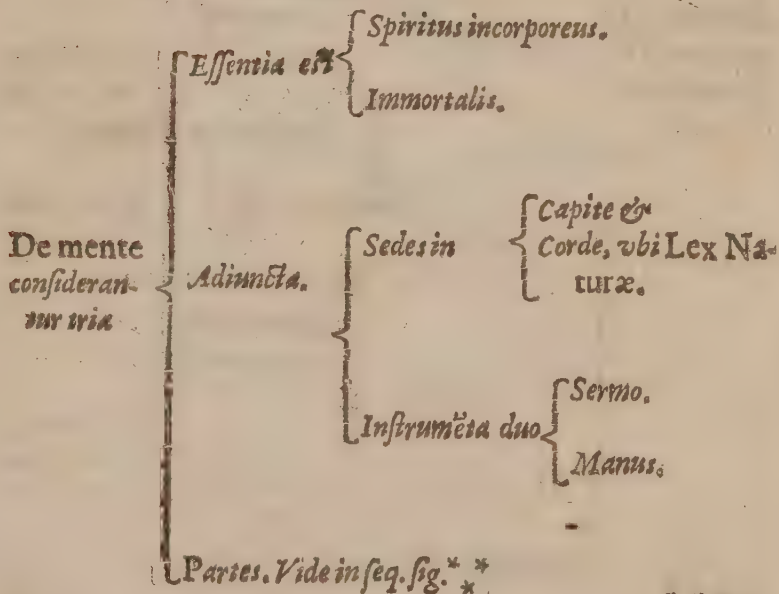 Spiritus incorporeus.
Eſſentia est
Immortalis.
De mente
conſideran-
tur tria
Adiuncta.
Sedes in
Capite &
Corde, vbi Lex Na-
turæ.
Inſtrumẽta duo
Sermo.
Manus.
Partes. Vide in ſeq. ſig. ***